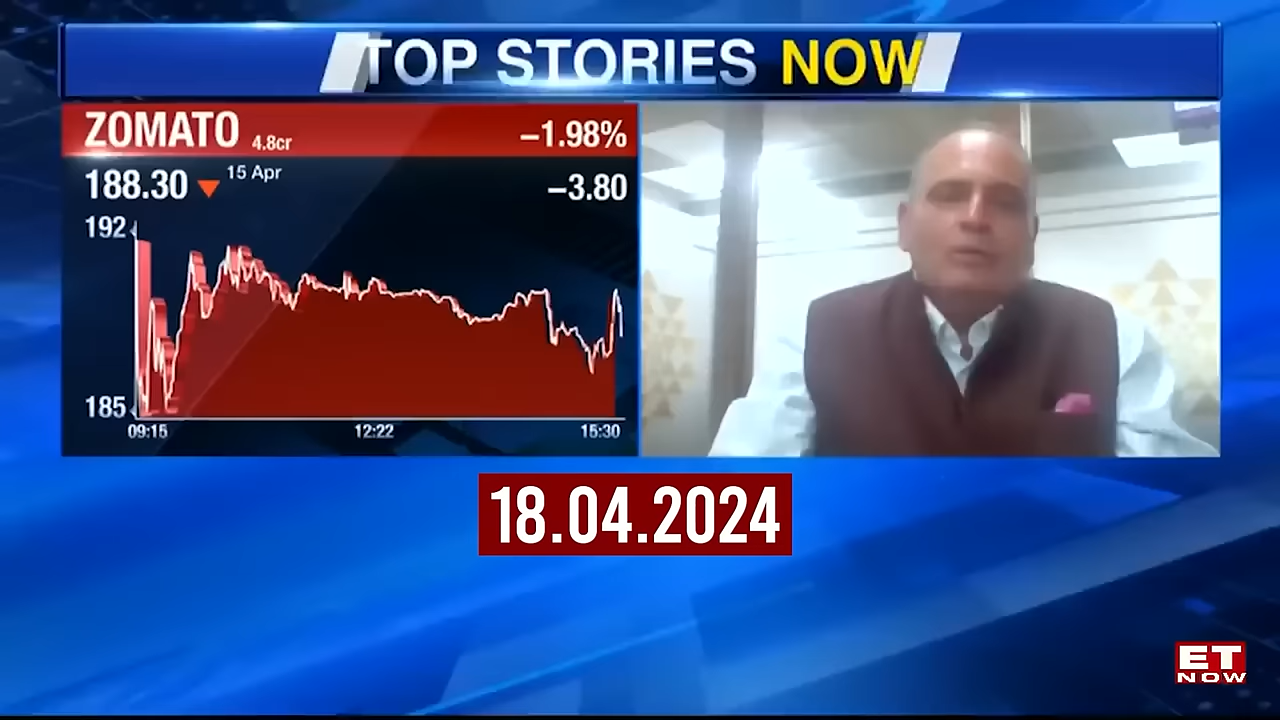 TOP STORIES NOW
ZOMATO 4.8cr –1.98%
188.30 15 Apr –3.80
192
185
09:15 12:22 15:30
18.04.2024
ET
NOW